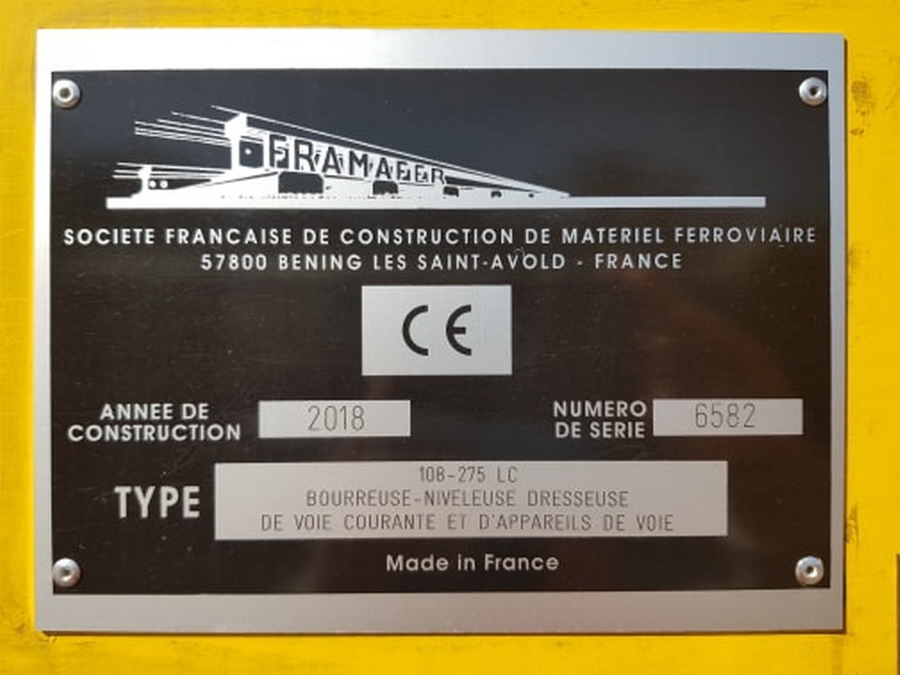 FRAMAFER
SOCIETE FRANCAISE DE CONSTRUCTION DE MATERIEL FERROVIAIRE
57800 BENING LES SAINT-AVOLD - FRANCE
CE
ANNEE DE CONSTRUCTION
2018
NUMERO DE SERIE
6582
TYPE
108-275 LC
BOURREUSE-NIVELEUSE DRESSEUSE
DE VOIE COURANTE ET D'APPAREILS DE VOIE
Made in France